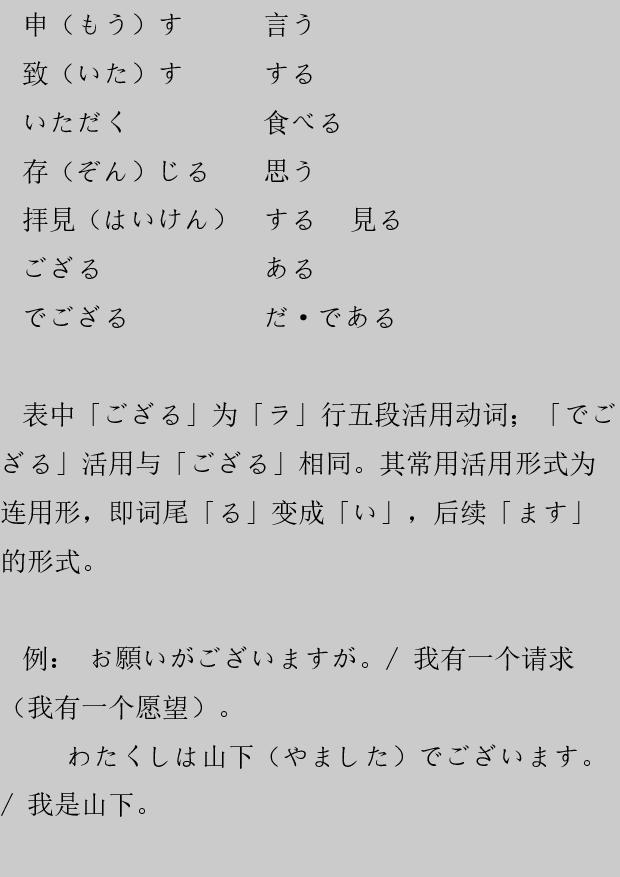 申（もう）す　　　言う
致（いた）す　　　する
いただく　　　　　食べる
存（ぞん）じる　　思う
拝見（はいけん）　する　見る
ござる　　　　　　ある
でござる　　　　　だ・である
表中「ござる」为「ラ」行五段活用动词；「でご
ざる」活用与「ござる」相同。其常用活用形式为
连用形，即词尾「る」变成「い」，后续「ます」
的形式。
例： お願いがございますが。/ 我有一个请求
（我有一个愿望）。
わたくしは山下（やました）でございます。
/ 我是山下。